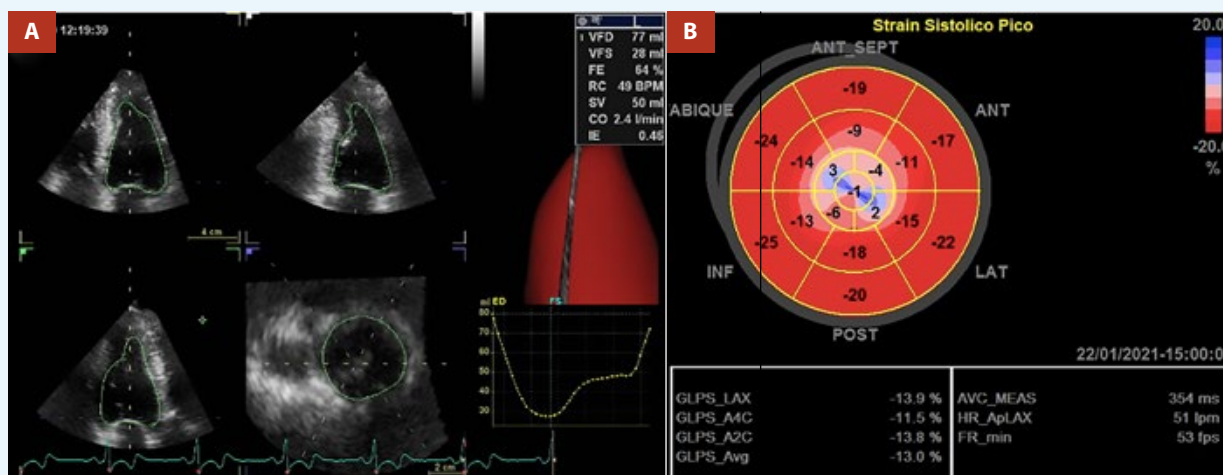 A
12:19:39
VFD 77 ml
VFS 28 ml
FE 64 %
RC 49 BPM
SV 50 ml
CO 2.4 l/min
IE 0.46
4 cm
ml ED
ES
80
70
60
50
40
30
2 cm
B
Strain Sistolico Pico
20.0
-20.0
%
ANT_SEPT
ABIQUE
ANT
INF
LAT
POST
-19
-24
-17
-9
-14
-11
3
-4
-1
-6
2
-13
-15
-25
-22
-18
-20
22/01/2021-15:00:0
GLPS_LAX -13.9 %
GLPS_A4C -11.5 %
GLPS_A2C -13.8 %
GLPS_Avg -13.0 %
AVC_MEAS 354 ms
HR_ApLAX 51 lpm
FR_min 53 fps